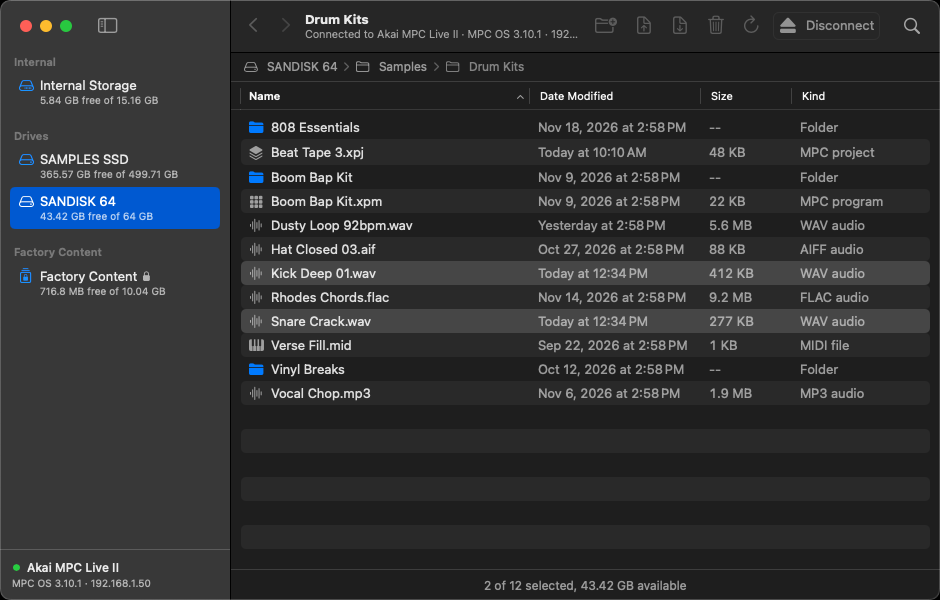 Drum Kits
Connected to Akai MPC Live II · MPC OS 3.10.1 · 192...
Disconnect
Internal
Internal Storage
5.84 GB free of 15.16 GB
Drives
SAMPLES SSD
365.57 GB free of 499.71 GB
SANDISK 64
43.42 GB free of 64 GB
Factory Content
Factory Content
716.8 MB free of 10.04 GB
Akai MPC Live II
MPC OS 3.10.1 · 192.168.1.50
SANDISK 64 Samples Drum Kits
Name Date Modified Size Kind
808 Essentials Nov 18, 2026 at 2:58 PM -- Folder
Beat Tape 3.xpj Today at 10:10 AM 48 KB MPC project
Boom Bap Kit Nov 9, 2026 at 2:58 PM -- Folder
Boom Bap Kit.xpm Nov 9, 2026 at 2:58 PM 22 KB MPC program
Dusty Loop 92bpm.wav Yesterday at 2:58 PM 5.6 MB WAV audio
Hat Closed 03.aif Oct 27, 2026 at 2:58 PM 88 KB AIFF audio
Kick Deep 01.wav Today at 12:34 PM 412 KB WAV audio
Rhodes Chords.flac Nov 14, 2026 at 2:58 PM 9.2 MB FLAC audio
Snare Crack.wav Today at 12:34 PM 277 KB WAV audio
Verse Fill.mid Sep 22, 2026 at 2:58 PM 1 KB MIDI file
Vinyl Breaks Oct 12, 2026 at 2:58 PM -- Folder
Vocal Chop.mp3 Nov 6, 2026 at 2:58 PM 1.9 MB MP3 audio
2 of 12 selected, 43.42 GB available